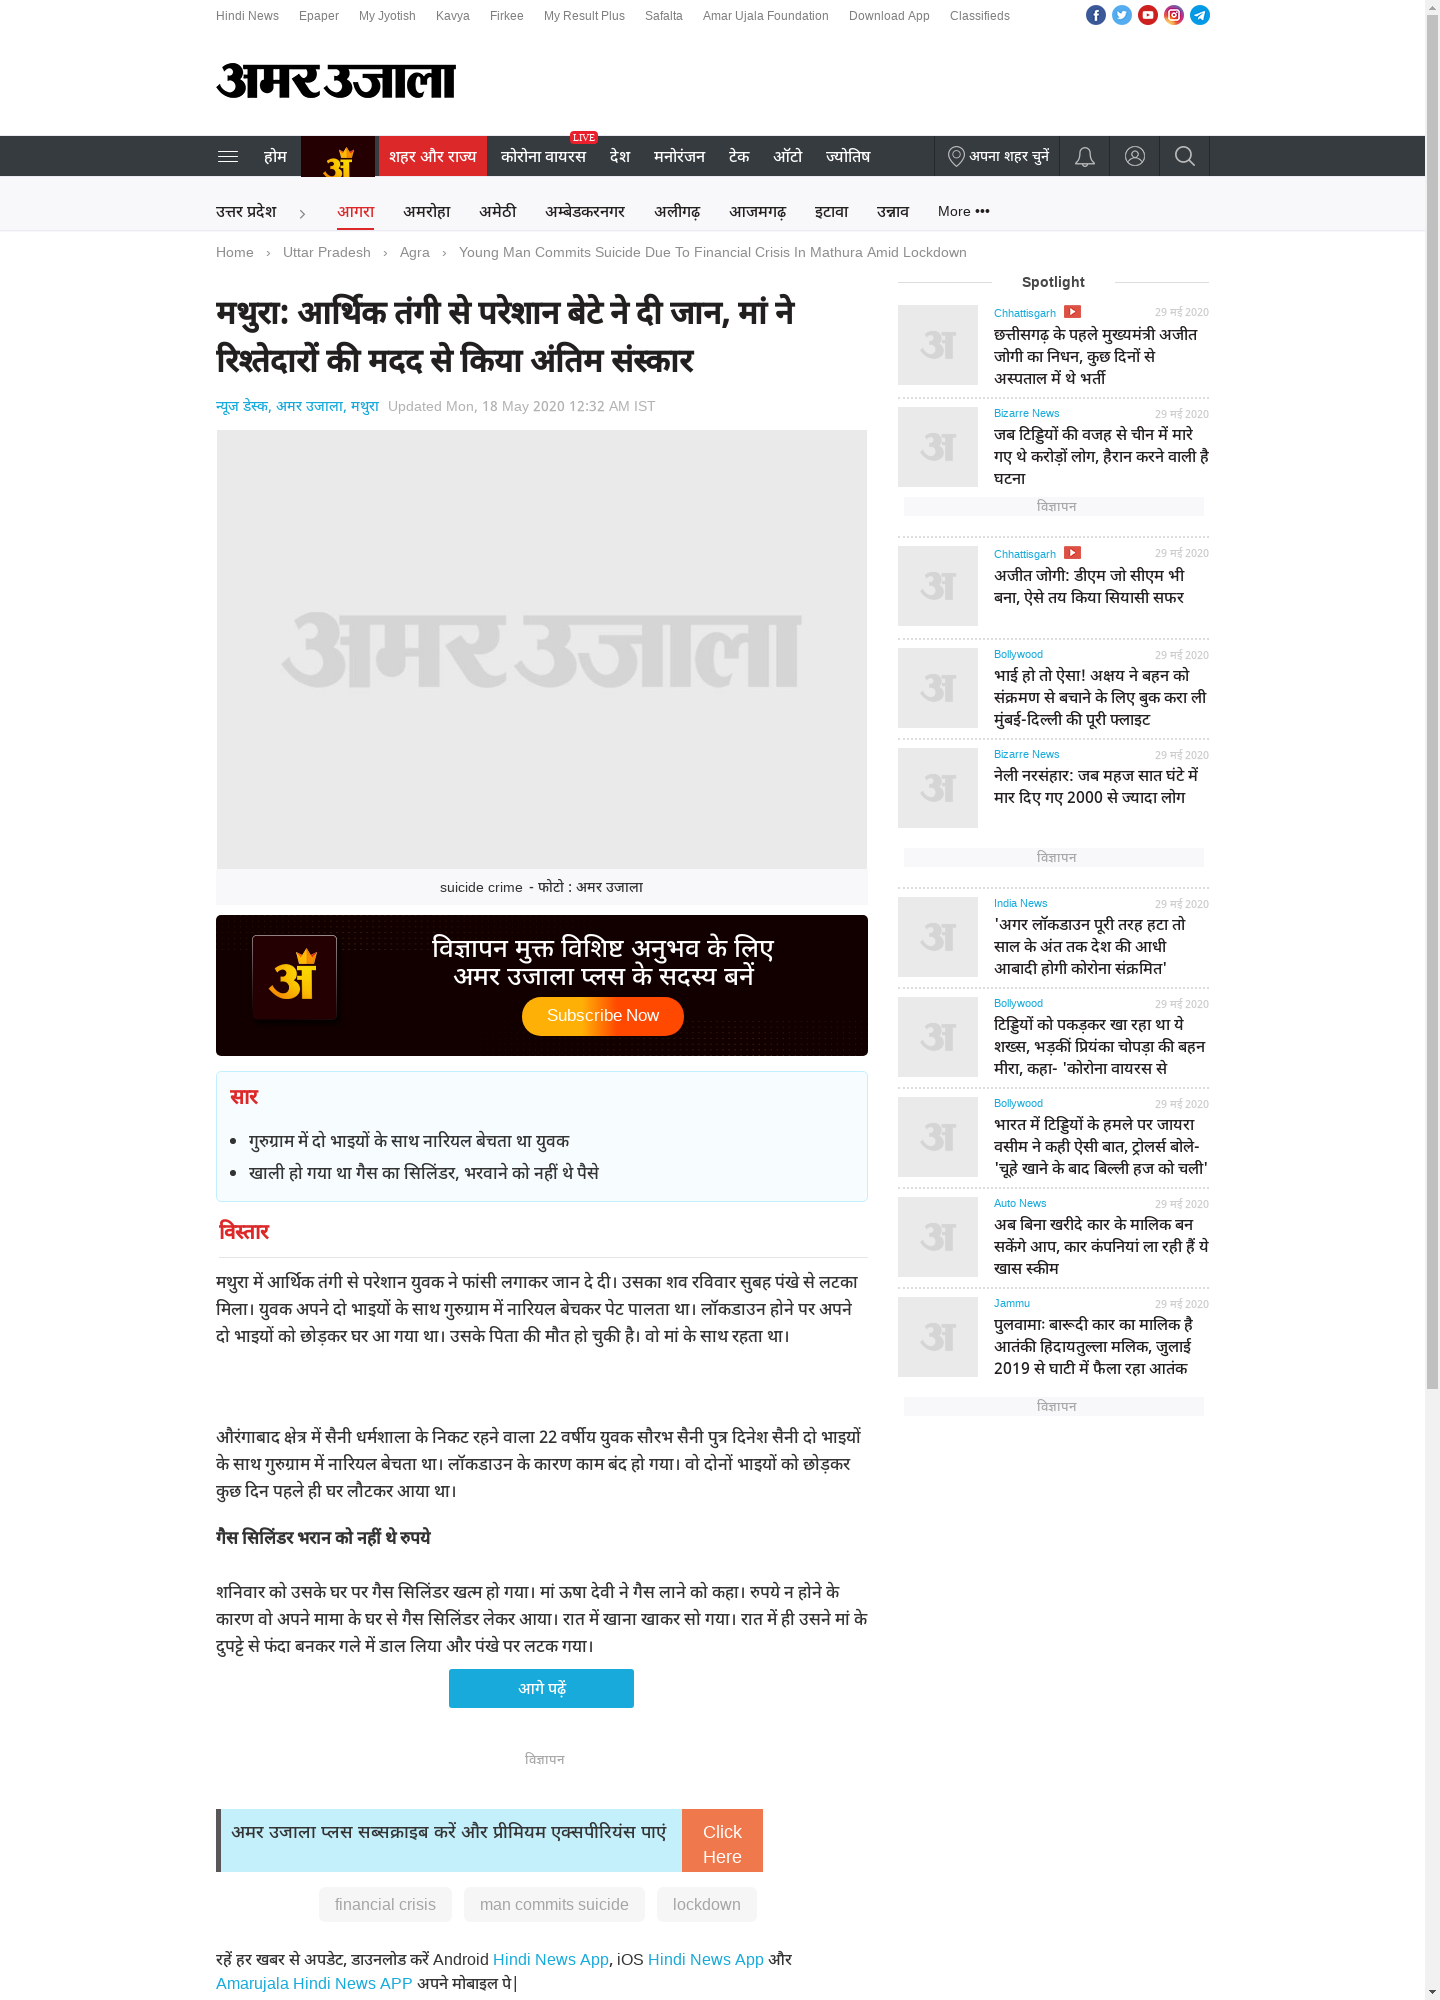 Hindi News Epaper My Jyotish Kavya Firkee My Result Plus Safalta Amar Ujala Foundation Download App Classifieds
अमर उजाला
होम अ शहर और राज्य कोरोना वायरस LIVE देश मनोरंजन टेक ऑटो ज्योतिष अपना शहर चुनें
उत्तर प्रदेश › आगरा अमरोहा अमेठी अम्बेडकरनगर अलीगढ़ आजमगढ़ इटावा उन्नाव More •••
Home › Uttar Pradesh › Agra › Young Man Commits Suicide Due To Financial Crisis In Mathura Amid Lockdown
मथुरा: आर्थिक तंगी से परेशान बेटे ने दी जान, मां ने
रिश्तेदारों की मदद से किया अंतिम संस्कार
न्यूज डेस्क, अमर उजाला, मथुरा Updated Mon, 18 May 2020 12:32 AM IST
अमर उजाला
suicide crime - फोटो : अमर उजाला
अ
विज्ञापन मुक्त विशिष्ट अनुभव के लिए
अमर उजाला प्लस के सदस्य बनें
Subscribe Now
सार
• गुरुग्राम में दो भाइयों के साथ नारियल बेचता था युवक
• खाली हो गया था गैस का सिलिंडर, भरवाने को नहीं थे पैसे
विस्तार
मथुरा में आर्थिक तंगी से परेशान युवक ने फांसी लगाकर जान दे दी। उसका शव रविवार सुबह पंखे से लटका
मिला। युवक अपने दो भाइयों के साथ गुरुग्राम में नारियल बेचकर पेट पालता था। लॉकडाउन होने पर अपने
दो भाइयों को छोड़कर घर आ गया था। उसके पिता की मौत हो चुकी है। वो मां के साथ रहता था।
औरंगाबाद क्षेत्र में सैनी धर्मशाला के निकट रहने वाला 22 वर्षीय युवक सौरभ सैनी पुत्र दिनेश सैनी दो भाइयों
के साथ गुरुग्राम में नारियल बेचता था। लॉकडाउन के कारण काम बंद हो गया। वो दोनों भाइयों को छोड़कर
कुछ दिन पहले ही घर लौटकर आया था।
गैस सिलिंडर भरान को नहीं थे रुपये
शनिवार को उसके घर पर गैस सिलिंडर खत्म हो गया। मां ऊषा देवी ने गैस लाने को कहा। रुपये न होने के
कारण वो अपने मामा के घर से गैस सिलिंडर लेकर आया। रात में खाना खाकर सो गया। रात में ही उसने मां के
दुपट्टे से फंदा बनकर गले में डाल लिया और पंखे पर लटक गया।
आगे पढ़ें
विज्ञापन
अमर उजाला प्लस सब्सक्राइब करें और प्रीमियम एक्सपीरियंस पाएं
Click
Here
financial crisis man commits suicide lockdown
रहें हर खबर से अपडेट, डाउनलोड करें Android Hindi News App, iOS Hindi News App और
Amarujala Hindi News APP अपने मोबाइल पे|
Spotlight
अ
Chhattisgarh 29 मई 2020
छत्तीसगढ़ के पहले मुख्यमंत्री अजीत
जोगी का निधन, कुछ दिनों से
अस्पताल में थे भर्ती
अ
Bizarre News 29 मई 2020
जब टिड्डियों की वजह से चीन में मारे
गए थे करोड़ों लोग, हैरान करने वाली है
घटना
विज्ञापन
अ
Chhattisgarh 29 मई 2020
अजीत जोगी: डीएम जो सीएम भी
बना, ऐसे तय किया सियासी सफर
अ
Bollywood 29 मई 2020
भाई हो तो ऐसा! अक्षय ने बहन को
संक्रमण से बचाने के लिए बुक करा ली
मुंबई-दिल्ली की पूरी फ्लाइट
अ
Bizarre News 29 मई 2020
नेली नरसंहार: जब महज सात घंटे में
मार दिए गए 2000 से ज्यादा लोग
विज्ञापन
अ
India News 29 मई 2020
'अगर लॉकडाउन पूरी तरह हटा तो
साल के अंत तक देश की आधी
आबादी होगी कोरोना संक्रमित'
अ
Bollywood 29 मई 2020
टिड्डियों को पकड़कर खा रहा था ये
शख्स, भड़कीं प्रियंका चोपड़ा की बहन
मीरा, कहा- 'कोरोना वायरस से
अ
Bollywood 29 मई 2020
भारत में टिड्डियों के हमले पर जायरा
वसीम ने कही ऐसी बात, ट्रोलर्स बोले-
'चूहे खाने के बाद बिल्ली हज को चली'
अ
Auto News 29 मई 2020
अब बिना खरीदे कार के मालिक बन
सकेंगे आप, कार कंपनियां ला रही हैं ये
खास स्कीम
अ
Jammu 29 मई 2020
पुलवामाः बारूदी कार का मालिक है
आतंकी हिदायतुल्ला मलिक, जुलाई
2019 से घाटी में फैला रहा आतंक
विज्ञापन